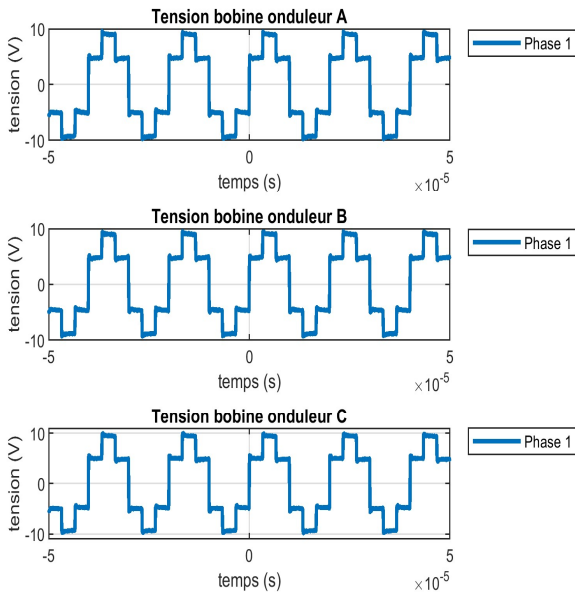 Tension bobine onduleur A
10
0
-10
tension (V)
-5
0
5
temps (s)
×10-5
Phase 1
Tension bobine onduleur B
10
0
-10
tension (V)
-5
0
5
temps (s)
×10-5
Phase 1
Tension bobine onduleur C
10
0
-10
tension (V)
-5
0
5
temps (s)
×10-5
Phase 1